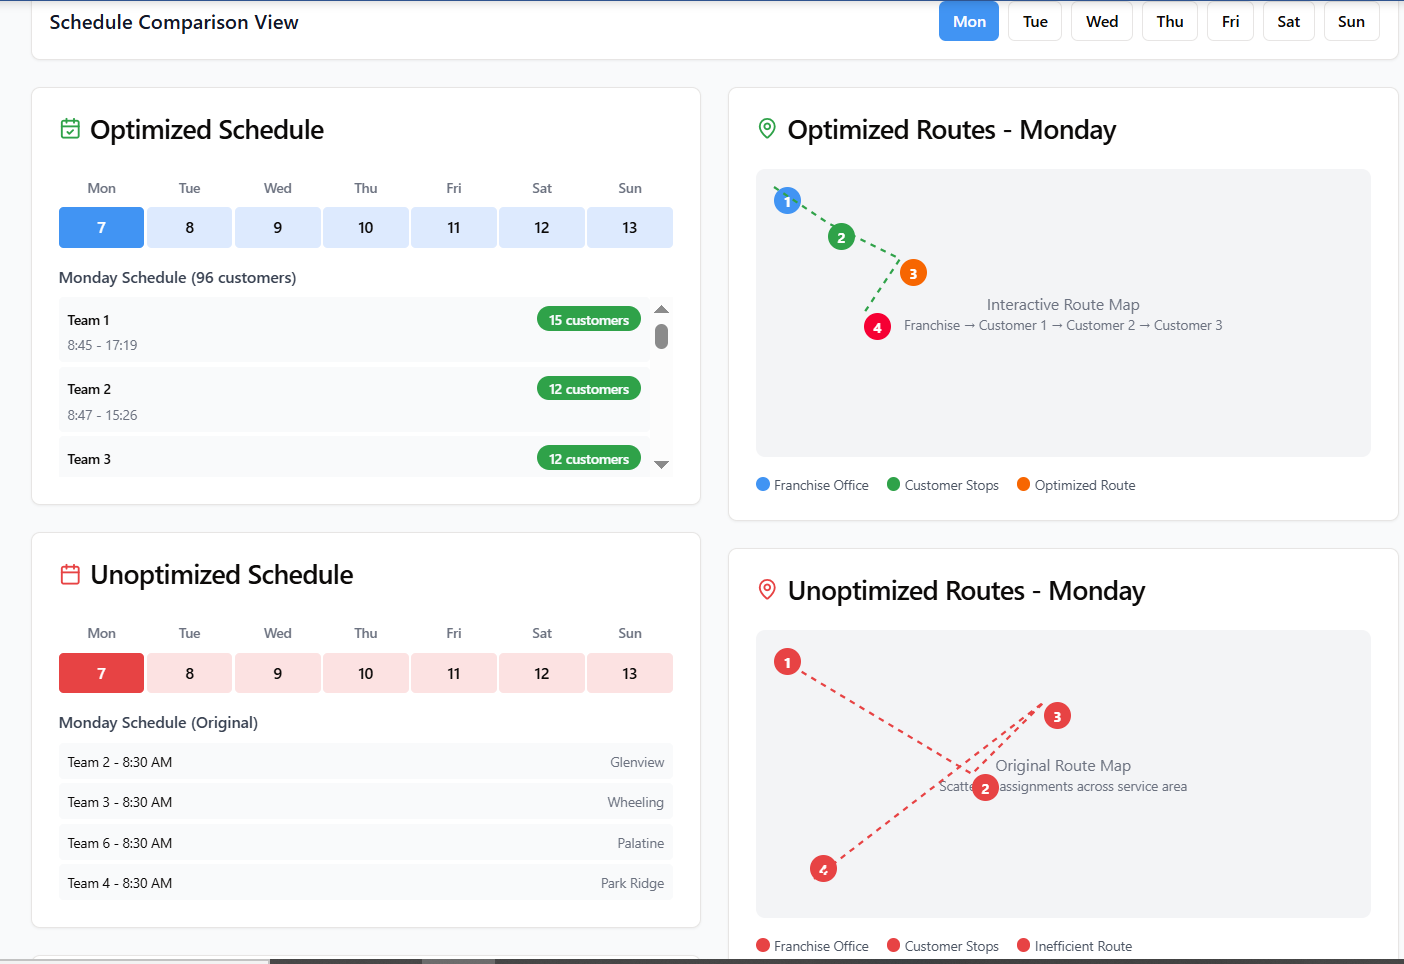 Schedule Comparison View
Mon Tue Wed Thu Fri Sat Sun
Optimized Schedule
Mon Tue Wed Thu Fri Sat Sun
7 8 9 10 11 12 13
Monday Schedule (96 customers)
Team 1 15 customers
8:45 - 17:19
Team 2 12 customers
8:47 - 15:26
Team 3 12 customers
Optimized Routes - Monday
1
2
3
Interactive Route Map
4 Franchise → Customer 1 → Customer 2 → Customer 3
Franchise Office Customer Stops Optimized Route
Unoptimized Schedule
Mon Tue Wed Thu Fri Sat Sun
7 8 9 10 11 12 13
Monday Schedule (Original)
Team 2 - 8:30 AM Glenview
Team 3 - 8:30 AM Wheeling
Team 6 - 8:30 AM Palatine
Team 4 - 8:30 AM Park Ridge
Unoptimized Routes - Monday
1
3
Original Route Map
2 assignments across service area
4
Franchise Office Customer Stops Inefficient Route